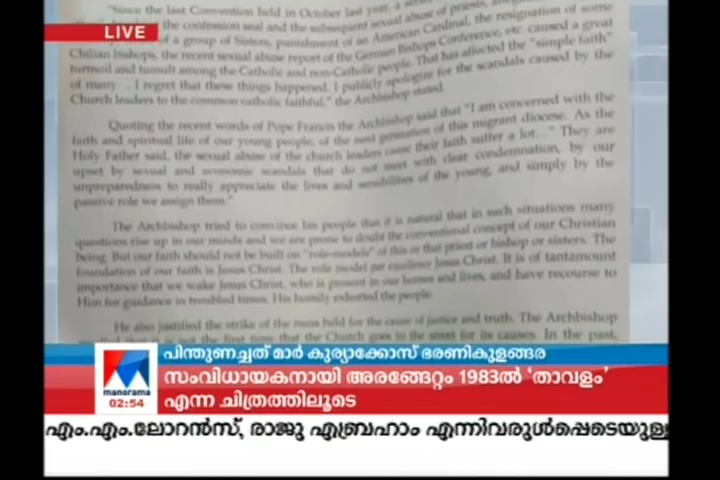 "Since the last Convention held in October last year, a
LIVE
the confession seal and the subsequent sexual abuse of priests,
of a group of Sisters, punishment of an American Cardinal, the resignation of some
Chilian bishops, the recent sexual abuse report of the German Bishops Conference, etc. caused a great
turmoil and tumult among the Catholic and non-Catholic people. That has affected the "simple faith"
of many. .. I regret that these things happened. I publicly apologize for the scandals caused by the
Church leaders to the common catholic faithful," the Archbishop stated.
Quoting the recent words of Pope Francis the Archbishop said that "I am concerned with the
faith and spiritual life of our young people, of the next generation of this migrant diocese. As the
Holy Father said, the sexual abuse of the church leaders cause their faith suffer a lot..." They are
upset by sexual and economic scandals that do not meet with clear condemnation, by our
unpreparedness to really appreciate the lives and sensibilities of the young, and simply by the
passive role we assign them."
The Archbishop tried to convince his people that it is natural that in such situations many
questions rise up in our minds and we are prone to doubt the conventional concept of our Christian
being. But our faith should not be built on "role-models" of this or that priest or bishop or sisters. The
foundation of our faith is Jesus Christ. The role model par excellence Jesus Christ. It is of tantamount
importance that we wake Jesus Christ, who is present in our homes and lives, and have recourse to
Him for guidance in troubled times. His homily exhorted the people.
He also justified the strike of the nuns held for the cause of justice and truth. The Archbishop
that it is not the first time that the Church goes to the street for its causes. In the past,
പിന്തുണച്ചത് മാർ കുര്യാക്കോസ് ഭരണികുളങ്ങര
manorama
02:54
സംവിധായകനായി അരങ്ങേറ്റം 1983ൽ 'താവളം'
എന്ന ചിത്രത്തിലൂടെ
എം.എം.ലോറൻസ്, രാജു എബ്രഹാം എന്നിവരുൾപ്പെടെയുള്ള